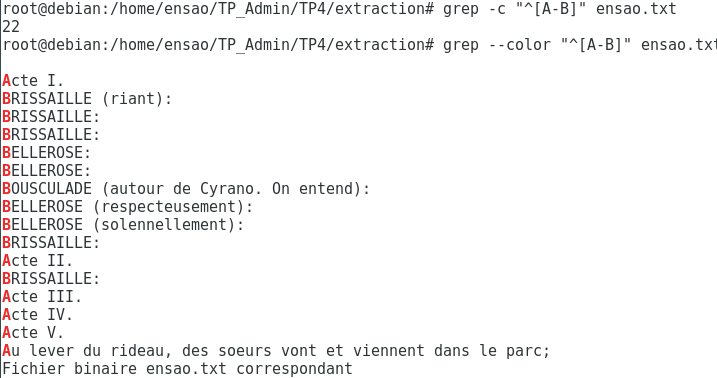 root@debian:/home/ensao/TP_Admin/TP4/extraction# grep -c "^[A-B]" ensao.txt
22
root@debian:/home/ensao/TP_Admin/TP4/extraction# grep --color "^[A-B]" ensao.txt
Acte I.
BRISSAILLE (riant):
BRISSAILLE:
BRISSAILLE:
BELLEROSE:
BELLEROSE:
BOUSCULADE (autour de Cyrano. On entend):
BELLEROSE (respecteusement):
BELLEROSE (solennellement):
BRISSAILLE:
Acte II.
BRISSAILLE:
Acte III.
Acte IV.
Acte V.
Au lever du rideau, des soeurs vont et viennent dans le parc;
Fichier binaire ensao.txt correspondant